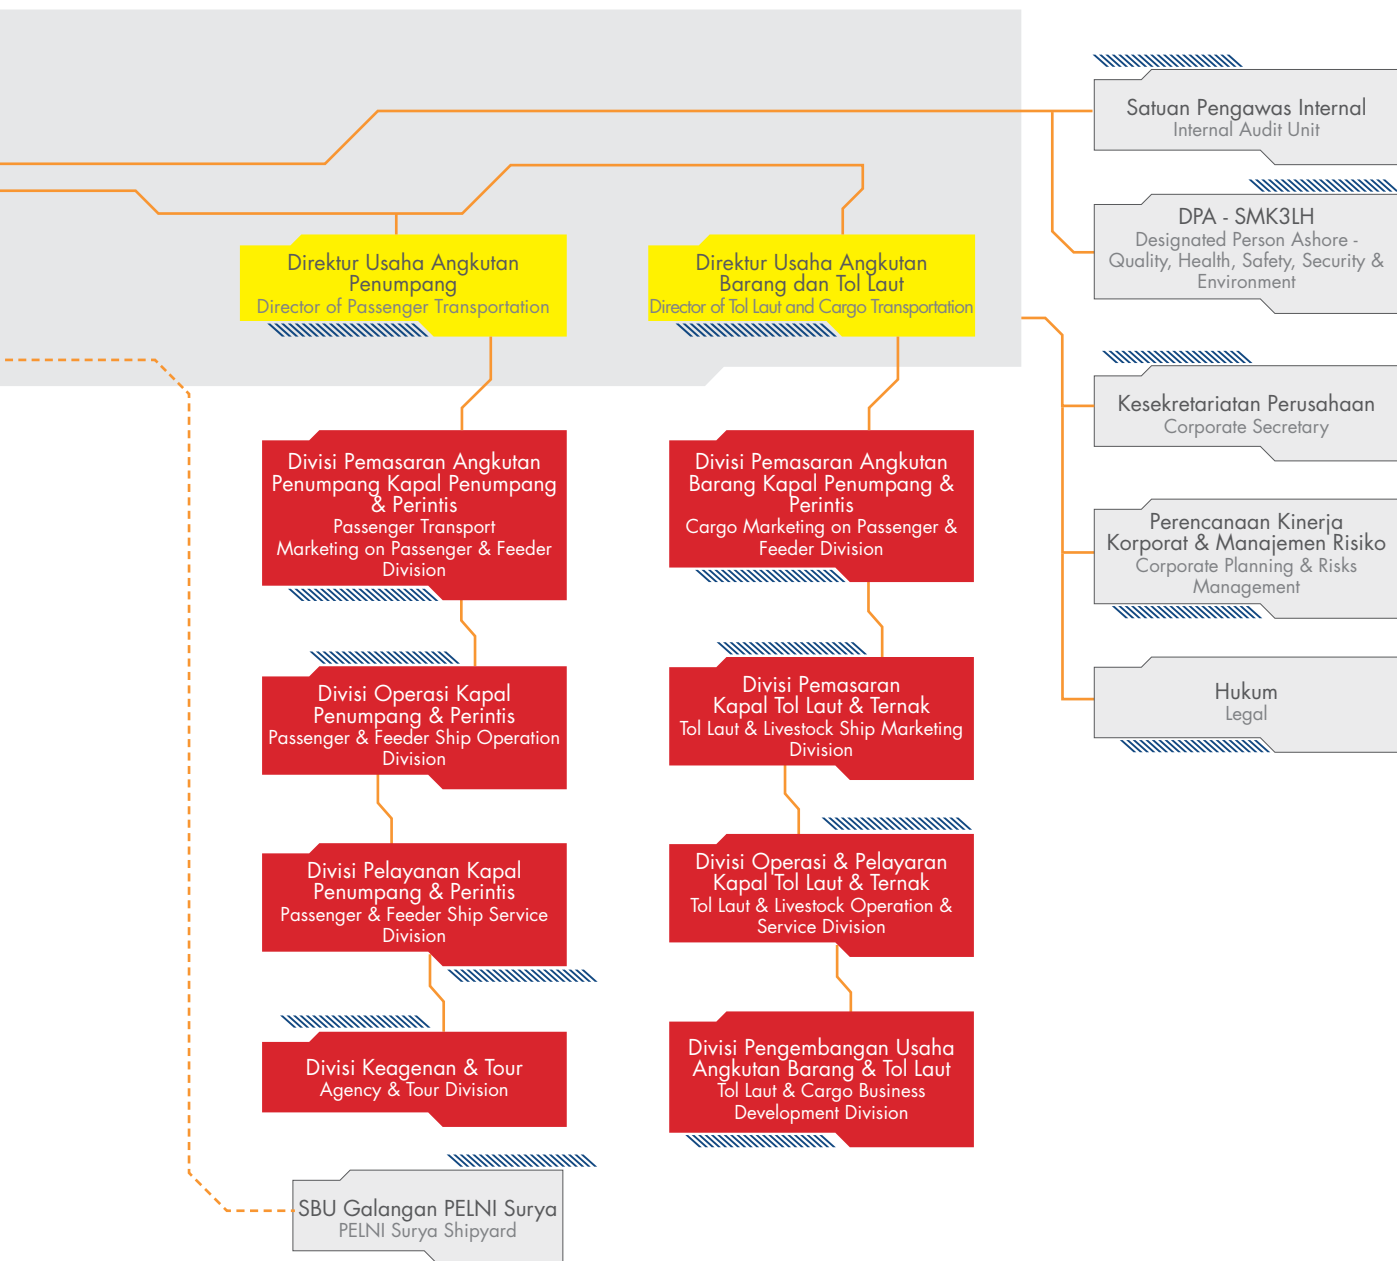 Direktur Usaha Angkutan
Penumpang
Director of Passenger Transportation
Divisi Pemasaran Angkutan
Penumpang Kapal Penumpang
& Perintis
Passenger Transport
Marketing on Passenger & Feeder
Division
Divisi Operasi Kapal
Penumpang & Perintis
Passenger & Feeder Ship Operation
Division
Divisi Pelayanan Kapal
Penumpang & Perintis
Passenger & Feeder Ship Service
Division
Divisi Keagenan & Tour
Agency & Tour Division
SBU Galangan PELNI Surya
PELNI Surya Shipyard
Direktur Usaha Angkutan
Barang dan Tol Laut
Director of Tol Laut and Cargo Transportation
Divisi Pemasaran Angkutan
Barang Kapal Penumpang &
Perintis
Cargo Marketing on Passenger &
Feeder Division
Divisi Pemasaran
Kapal Tol Laut & Ternak
Tol Laut & Livestock Ship Marketing
Division
Divisi Operasi & Pelayaran
Kapal Tol Laut & Ternak
Tol Laut & Livestock Operation &
Service Division
Divisi Pengembangan Usaha
Angkutan Barang & Tol Laut
Tol Laut & Cargo Business
Development Division
Satuan Pengawas Internal
Internal Audit Unit
DPA - SMK3LH
Designated Person Ashore -
Quality, Health, Safety, Security &
Environment
Kesekretariatan Perusahaan
Corporate Secretary
Perencanaan Kinerja
Korporat & Manajemen Risiko
Corporate Planning & Risks
Management
Hukum
Legal